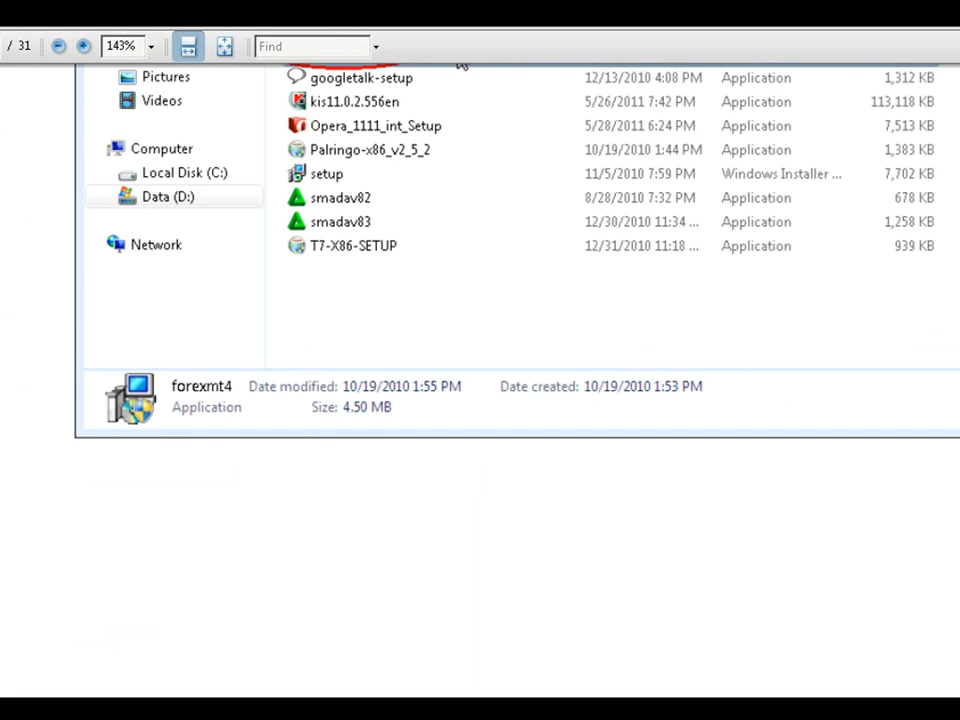 / 31 143% Find
Pictures googletalk-setup 12/13/2010 4:08 PM Application 1,312 KB
Videos kis11.0.2.556en 5/26/2011 7:42 PM Application 113,118 KB
Opera_1111_int_Setup 5/28/2011 6:24 PM Application 7,513 KB
Computer Palringo-x86_v2_5_2 10/19/2010 1:44 PM Application 1,383 KB
Local Disk (C:) setup 11/5/2010 7:59 PM Windows Installer ... 7,702 KB
Data (D:) smadav82 8/28/2010 7:32 PM Application 678 KB
smadav83 12/30/2010 11:34 ... Application 1,258 KB
Network T7-X86-SETUP 12/31/2010 11:18 ... Application 939 KB
forexmt4 Date modified: 10/19/2010 1:55 PM Date created: 10/19/2010 1:53 PM
Application Size: 4.50 MB